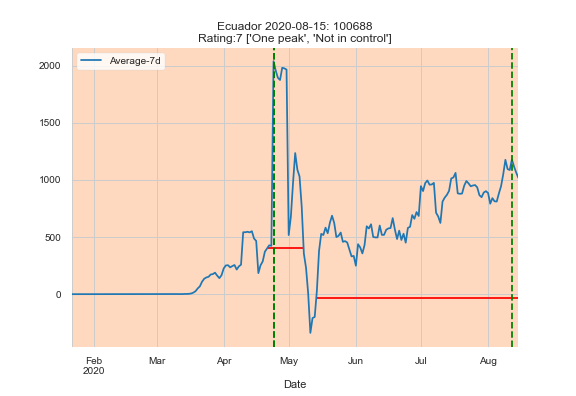 Ecuador 2020-08-15: 100688
Rating:7 ['One peak', 'Not in control']
Average-7d
2000
1500
1000
500
0
Feb
2020
Mar
Apr
May
Jun
Jul
Aug
Date